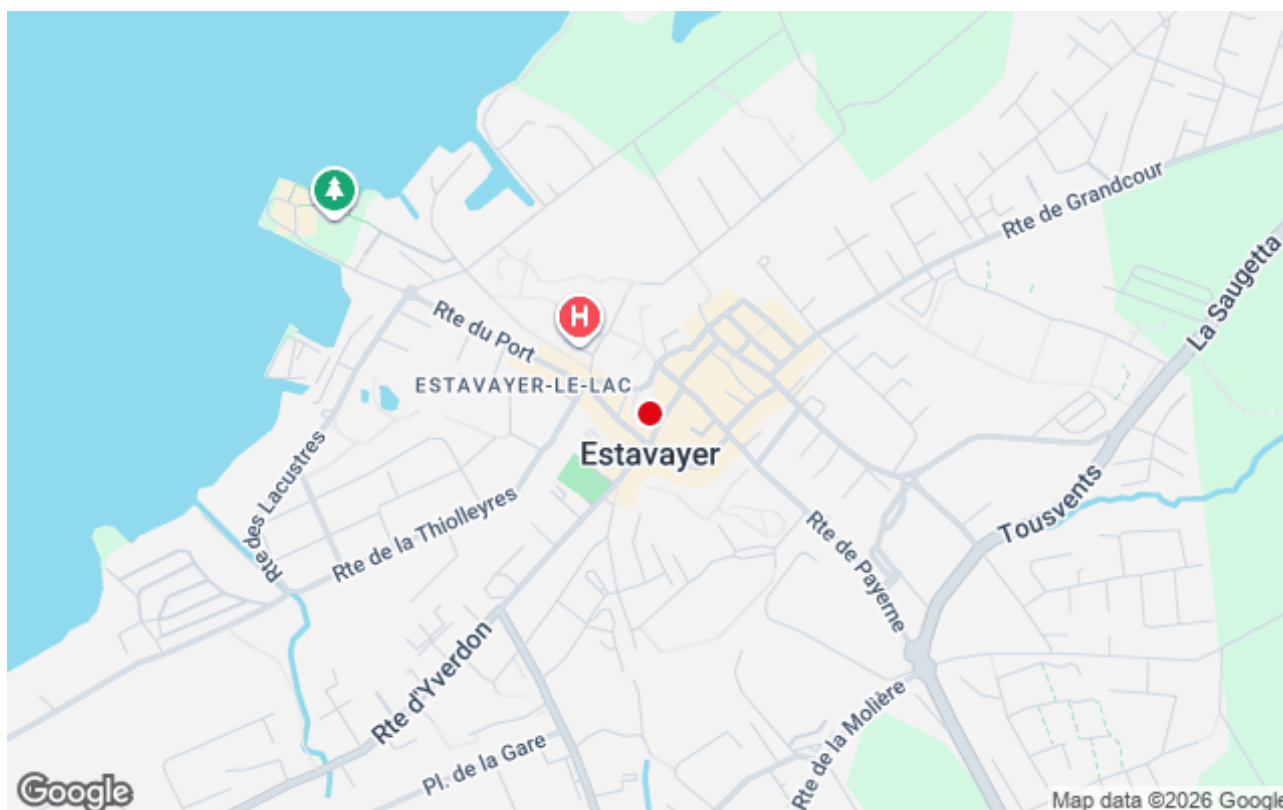 Rte de Grandcour
La Saugetta
H
Rte du Port
ESTAVAYER-LE-LAC
Estavayer
Rte des Lacustres
Rte de la Thiolleyres
Tousvents
Rte de Payerne
Rte d'Yverdon
Rte de la Molière
Pl. de la Gare
Google
Map data ©2026 Google